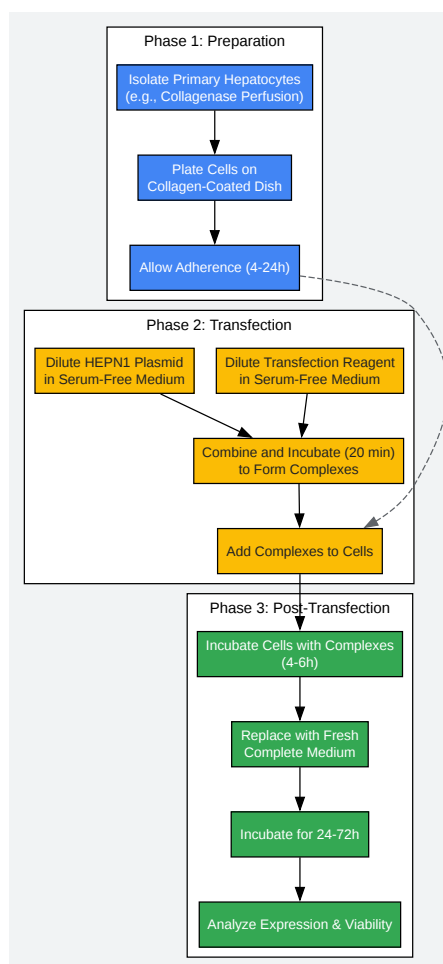 Phase 1: Preparation
Isolate Primary Hepatocytes
(e.g., Collagenase Perfusion)
Plate Cells on
Collagen-Coated Dish
Allow Adherence (4-24h)
Phase 2: Transfection
Dilute HEPN1 Plasmid
in Serum-Free Medium
Dilute Transfection Reagent
in Serum-Free Medium
Combine and Incubate (20 min)
to Form Complexes
Add Complexes to Cells
Phase 3: Post-Transfection
Incubate Cells with Complexes
(4-6h)
Replace with Fresh
Complete Medium
Incubate for 24-72h
Analyze Expression & Viability